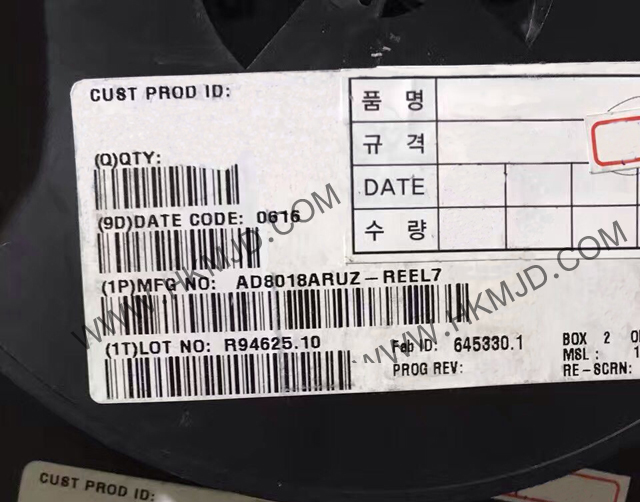 CUST PROD ID:
(Q)QTY:
(9D)DATE CODE: 0616
(1P)MFG NO: AD8018ARUZ-REEL7
(1T)LOT NO: R94625.10
Fab ID: 645330.1
PROG REV:
BOX 2
MSL: 1
RE-SCRN:
품 명
규 격
DATE
수 량
WWW.HKMJD.COM
WWW.HKMJD.COM
CUST PROD ID: